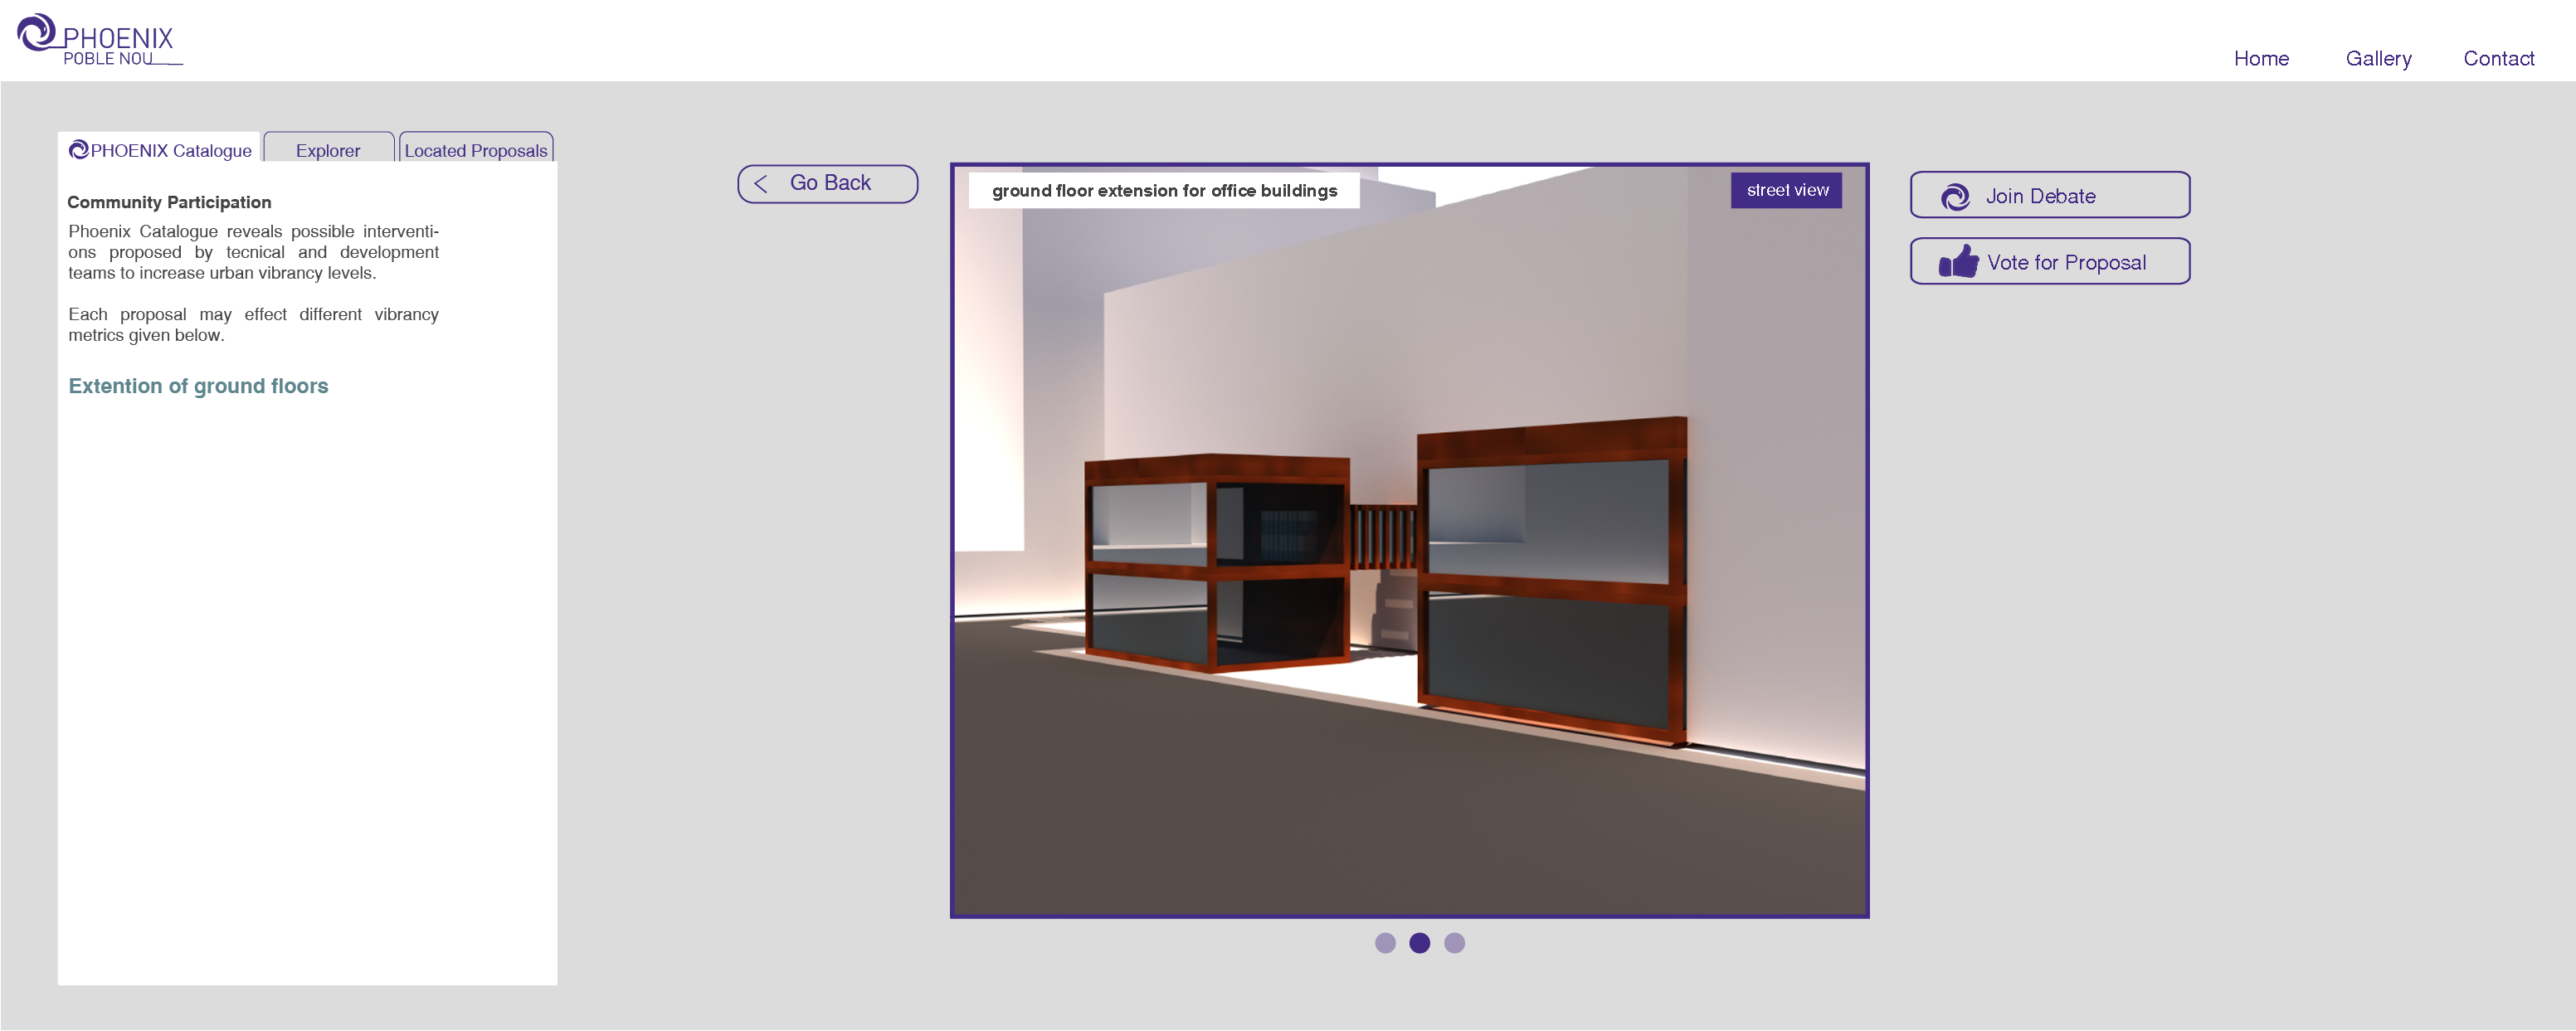 PHOENIX
POBLE NOU
Home Gallery Contact
PHOENIX Catalogue Explorer Located Proposals
Community Participation
Phoenix Catalogue reveals possible interventi-
ons proposed by tecnical and development
teams to increase urban vibrancy levels.
Each proposal may effect different vibrancy
metrics given below.
Extention of ground floors
< Go Back
ground floor extension for office buildings
street view
Join Debate
Vote for Proposal